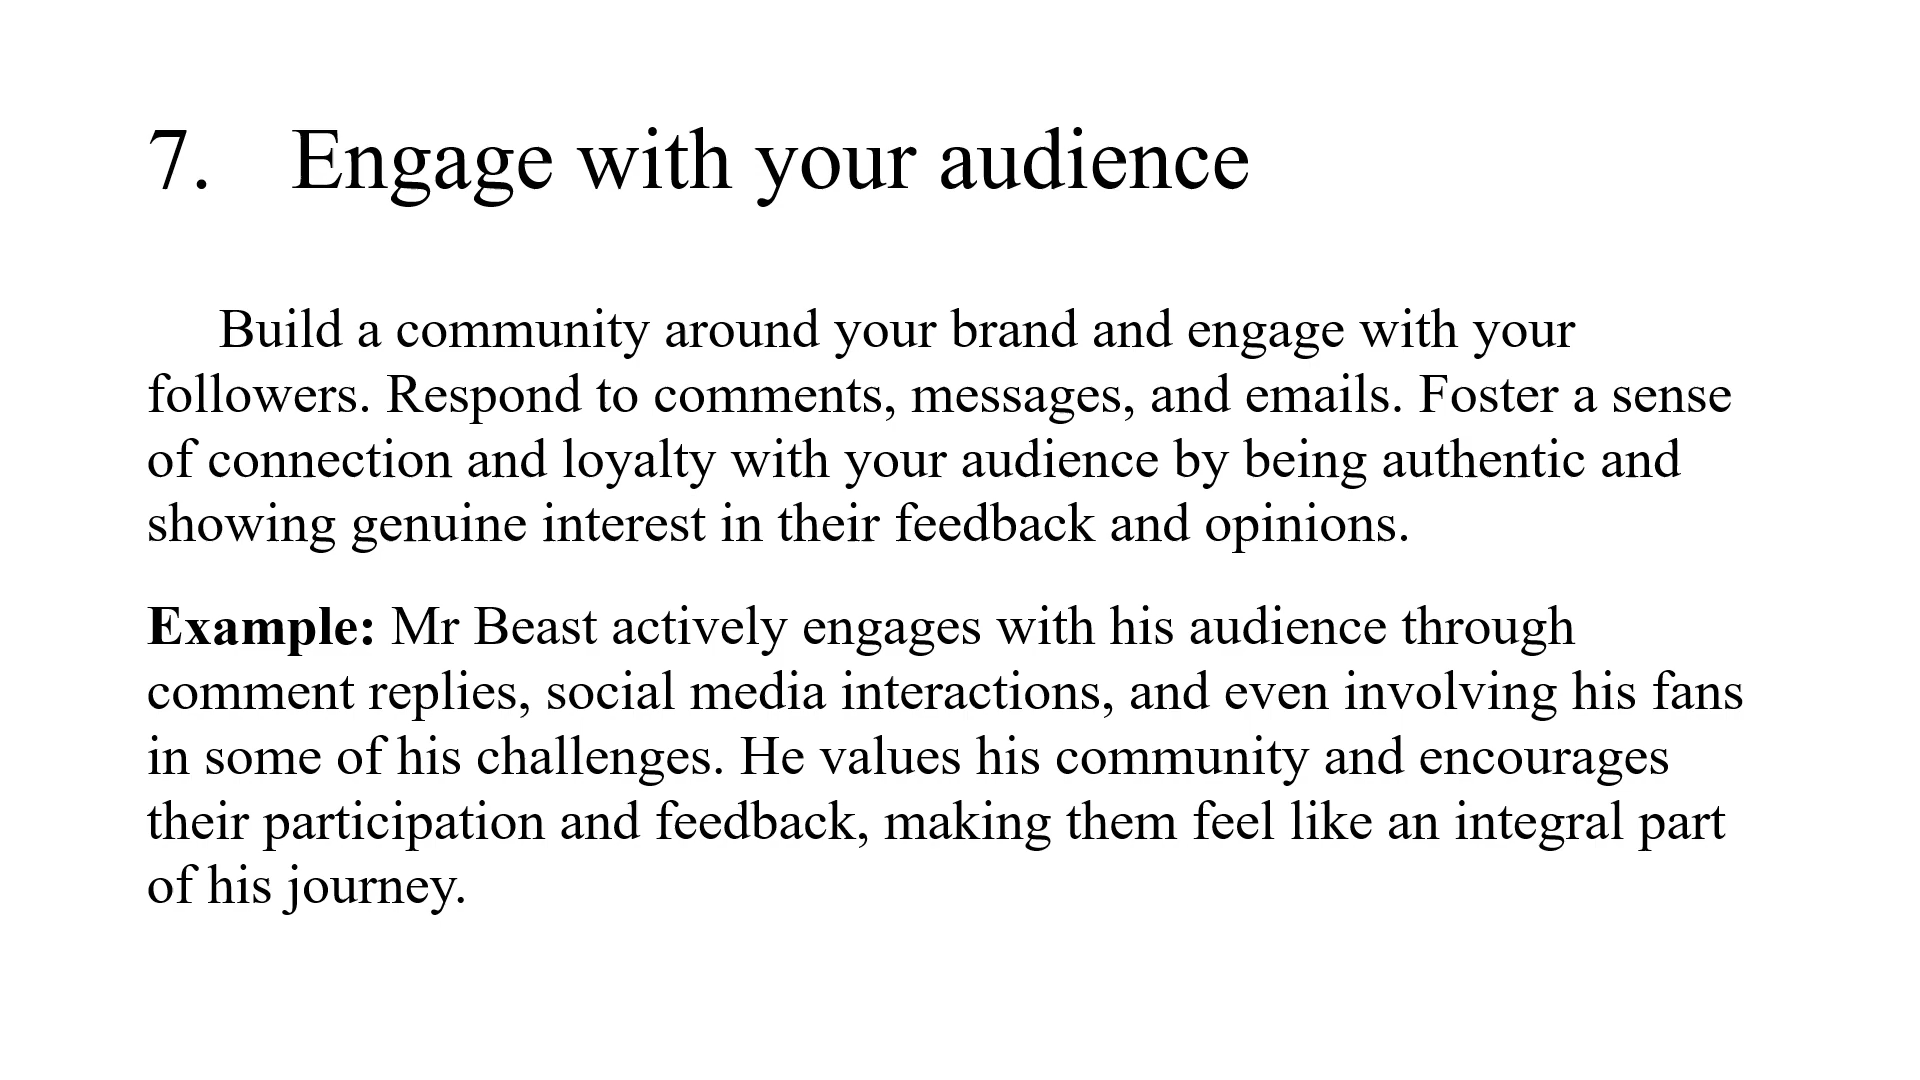 7. Engage with your audience
Build a community around your brand and engage with your
followers. Respond to comments, messages, and emails. Foster a sense
of connection and loyalty with your audience by being authentic and
showing genuine interest in their feedback and opinions.
Example: Mr Beast actively engages with his audience through
comment replies, social media interactions, and even involving his fans
in some of his challenges. He values his community and encourages
their participation and feedback, making them feel like an integral part
of his journey.